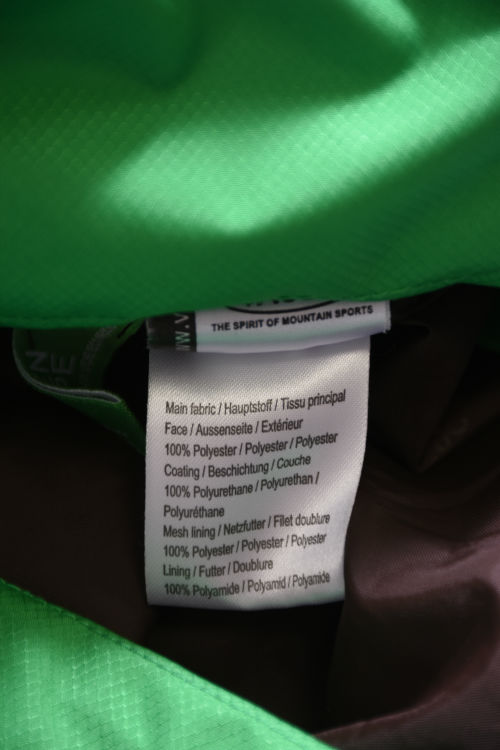 THE SPIRIT OF MOUNTAIN SPORTS
Main fabric / Hauptstoff / Tissu principal
Face / Aussenseite / Extérieur
100% Polyester / Polyester / Polyester
Coating / Beschichtung / Couche
100% Polyurethane / Polyurethan /
Polyuréthane
Mesh lining / Netzfutter / Filet doublure
100% Polyester / Polyester / Polyester
Lining / Futter / Doublure
100% Polyamide / Polyamid / Polyamide